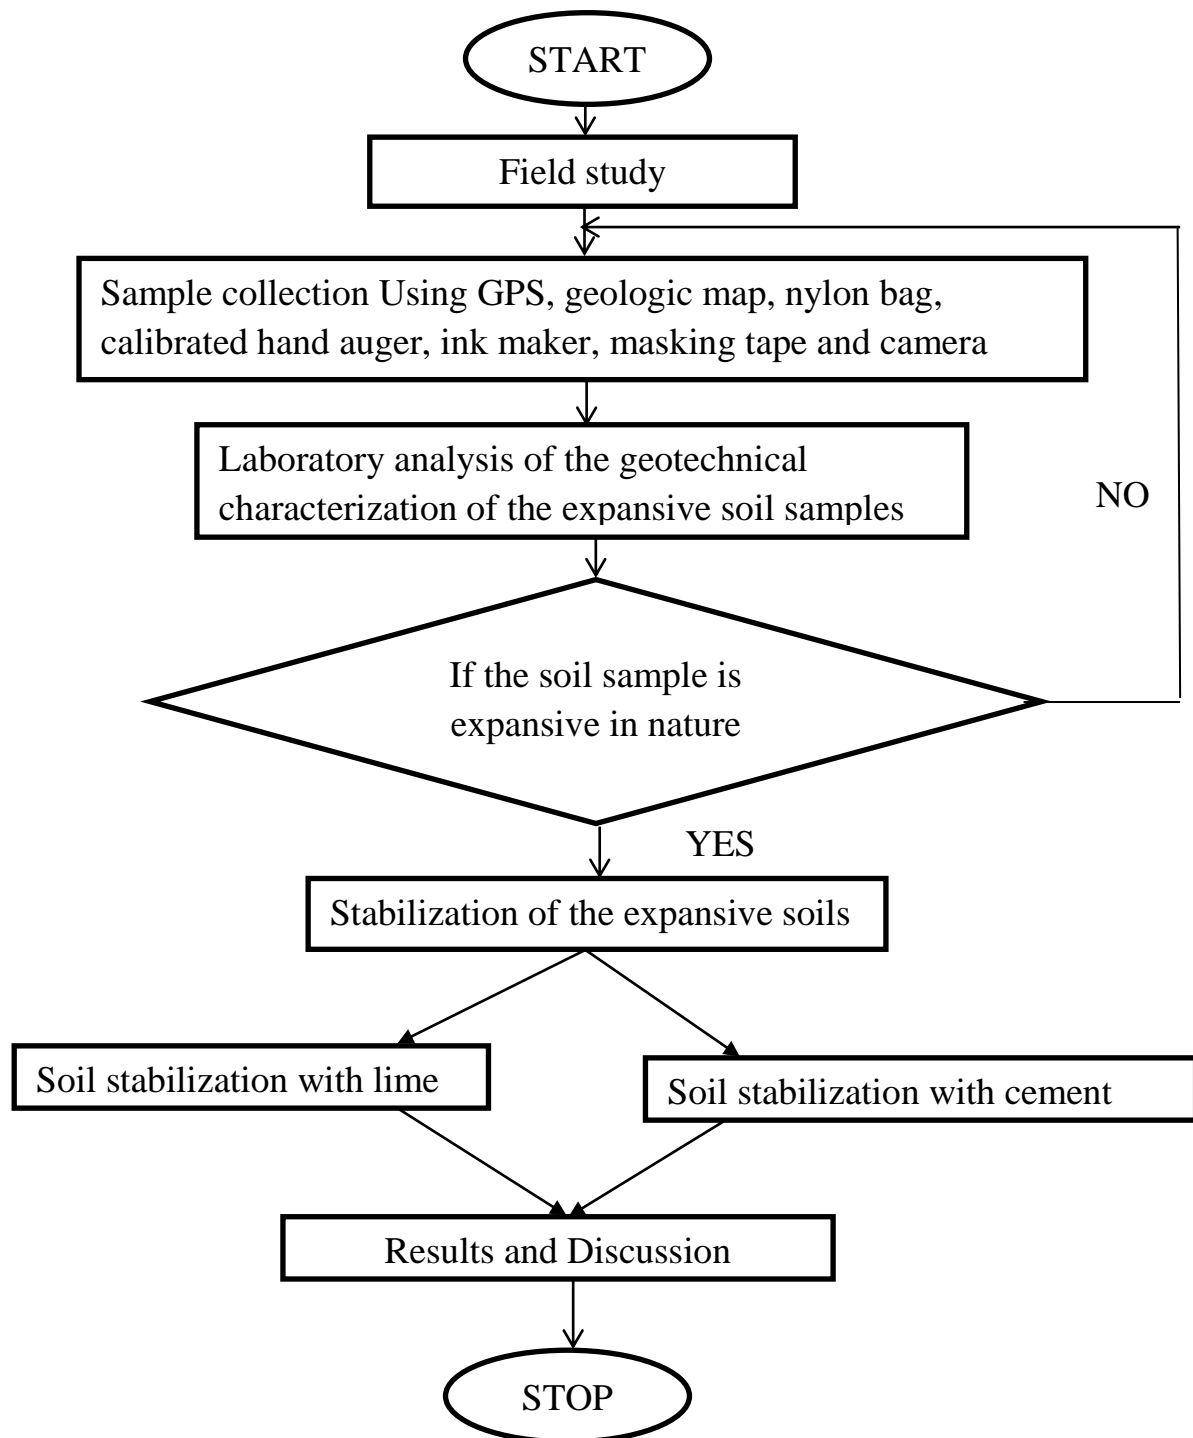 START
Field study
Sample collection Using GPS, geologic map, nylon bag,
calibrated hand auger, ink maker, masking tape and camera
Laboratory analysis of the geotechnical
characterization of the expansive soil samples
NO
If the soil sample is
expansive in nature
YES
Stabilization of the expansive soils
Soil stabilization with lime
Soil stabilization with cement
Results and Discussion
STOP